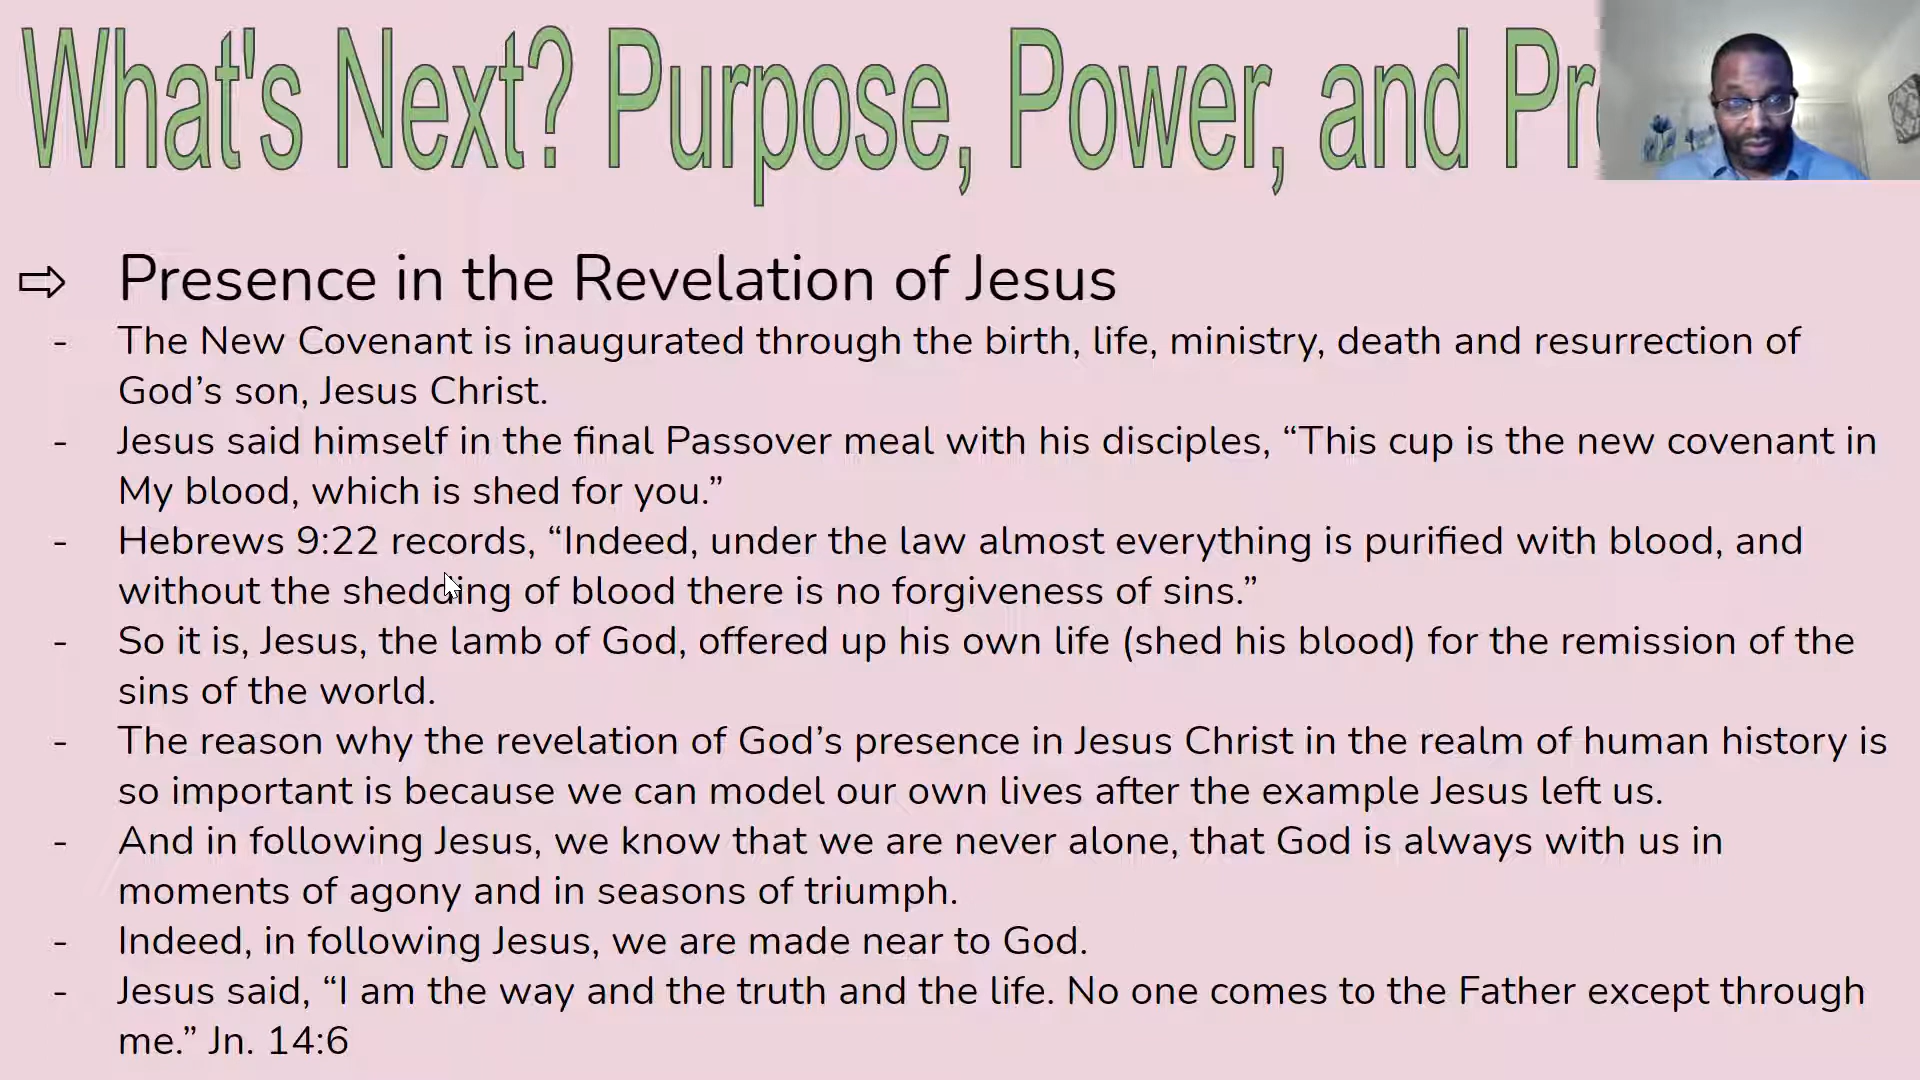 What's Next? Purpose, Power, and Pr
⇨ Presence in the Revelation of Jesus
- The New Covenant is inaugurated through the birth, life, ministry, death and resurrection of
God’s son, Jesus Christ.
- Jesus said himself in the final Passover meal with his disciples, “This cup is the new covenant in
My blood, which is shed for you.”
- Hebrews 9:22 records, “Indeed, under the law almost everything is purified with blood, and
without the shedding of blood there is no forgiveness of sins.”
- So it is, Jesus, the lamb of God, offered up his own life (shed his blood) for the remission of the
sins of the world.
- The reason why the revelation of God’s presence in Jesus Christ in the realm of human history is
so important is because we can model our own lives after the example Jesus left us.
- And in following Jesus, we know that we are never alone, that God is always with us in
moments of agony and in seasons of triumph.
- Indeed, in following Jesus, we are made near to God.
- Jesus said, “I am the way and the truth and the life. No one comes to the Father except through
me.” Jn. 14:6